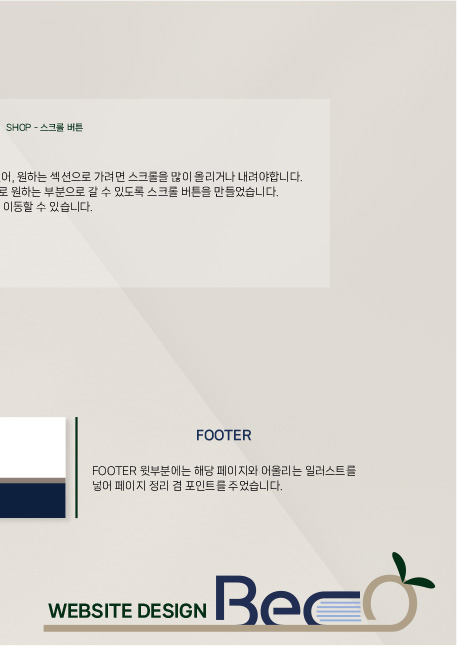 SHOP - 스크롤 버튼
어, 원하는 섹션으로 가려면 스크롤을 많이 올리거나 내려야합니다.
로 원하는 부분으로 갈 수 있도록 스크롤 버튼을 만들었습니다.
이동할 수 있습니다.
FOOTER
FOOTER 윗부분에는 해당 페이지와 어울리는 일러스트를
넣어 페이지 정리 겸 포인트를 주었습니다.
WEBSITE DESIGN Beco